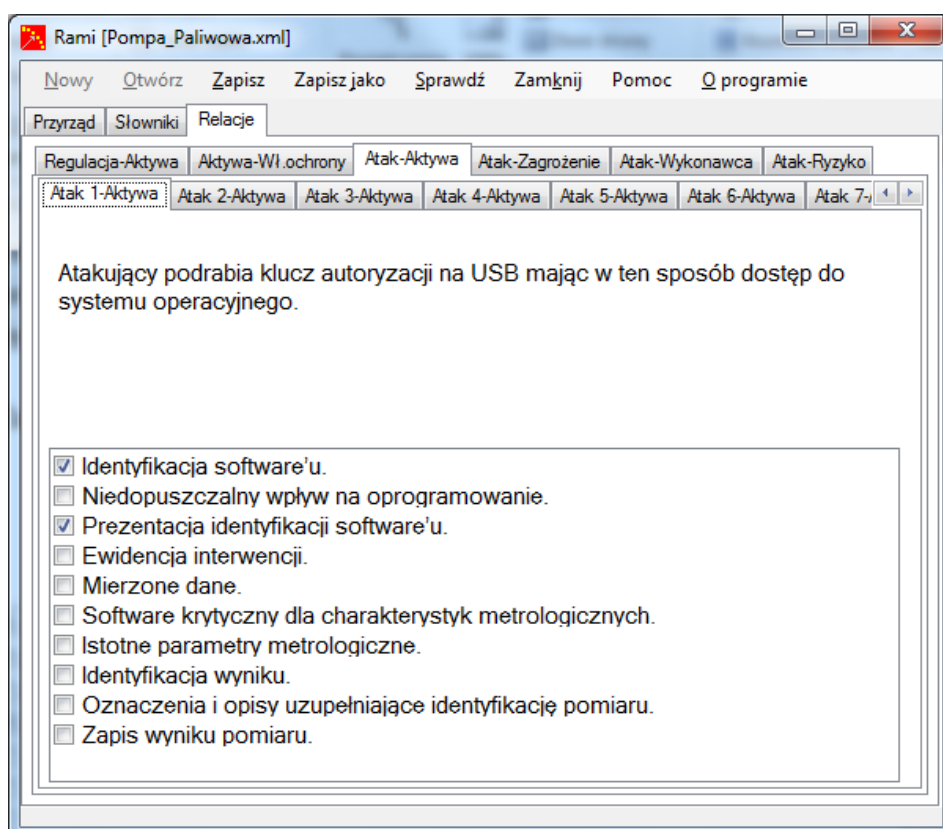 Rami [Pompa_Paliwowa.xml]
Nowy Otwórz Zapisz Zapisz jako Sprawdź Zamknij Pomoc O programie
Przyrząd Słowniki Relacje
Regulacja-Aktywa Aktywa-Wł.ochrony Atak-Aktywa Atak-Zagrożenie Atak-Wykonawca Atak-Ryzyko
Atak 1-Aktywa Atak 2-Aktywa Atak 3-Aktywa Atak 4-Aktywa Atak 5-Aktywa Atak 6-Aktywa Atak 7-
Atakujący podrabia klucz autoryzacji na USB mając w ten sposób dostęp do
systemu operacyjnego.
Identyfikacja software'u.
Niedopuszczalny wpływ na oprogramowanie.
Prezentacja identyfikacji software'u.
Ewidencja interwencji.
Mierzone dane.
Software krytyczny dla charakterystyk metrologicznych.
Istotne parametry metrologiczne.
Identyfikacja wyniku.
Oznaczenia i opisy uzupełniające identyfikację pomiaru.
Zapis wyniku pomiaru.